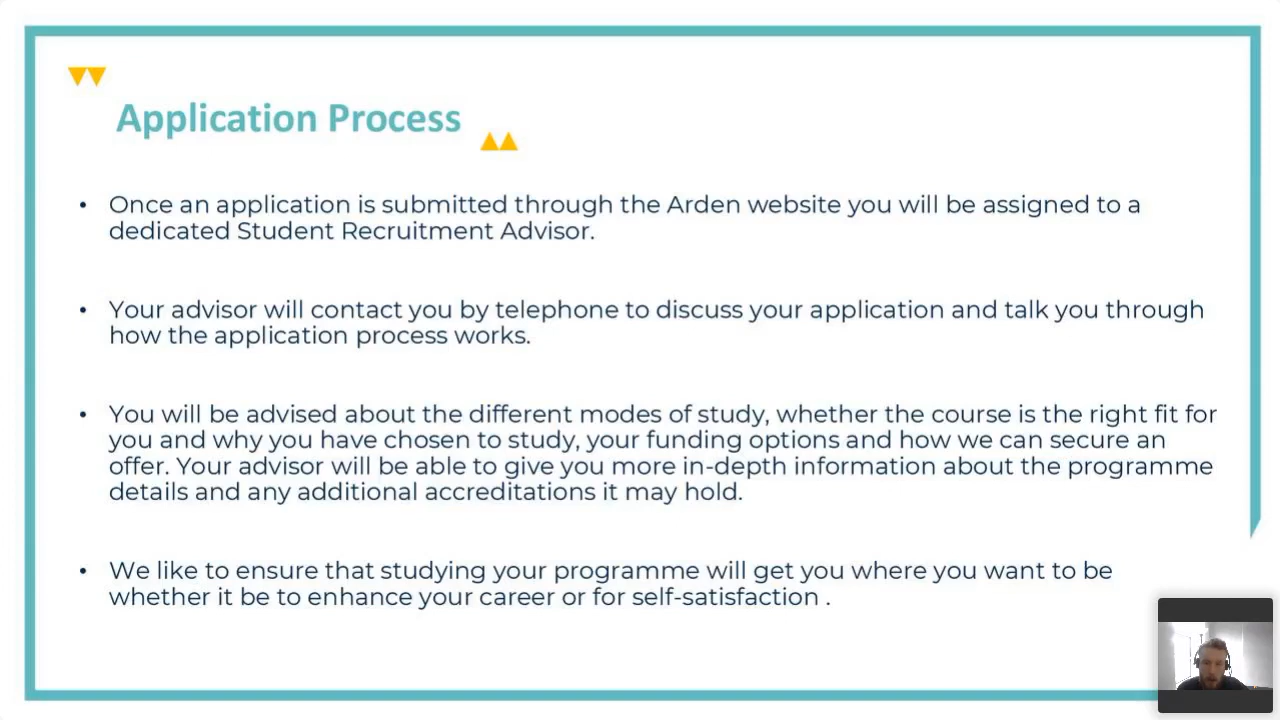 Application Process
• Once an application is submitted through the Arden website you will be assigned to a
dedicated Student Recruitment Advisor.
• Your advisor will contact you by telephone to discuss your application and talk you through
how the application process works.
• You will be advised about the different modes of study, whether the course is the right fit for
you and why you have chosen to study, your funding options and how we can secure an
offer. Your advisor will be able to give you more in-depth information about the programme
details and any additional accreditations it may hold.
• We like to ensure that studying your programme will get you where you want to be
whether it be to enhance your career or for self-satisfaction .